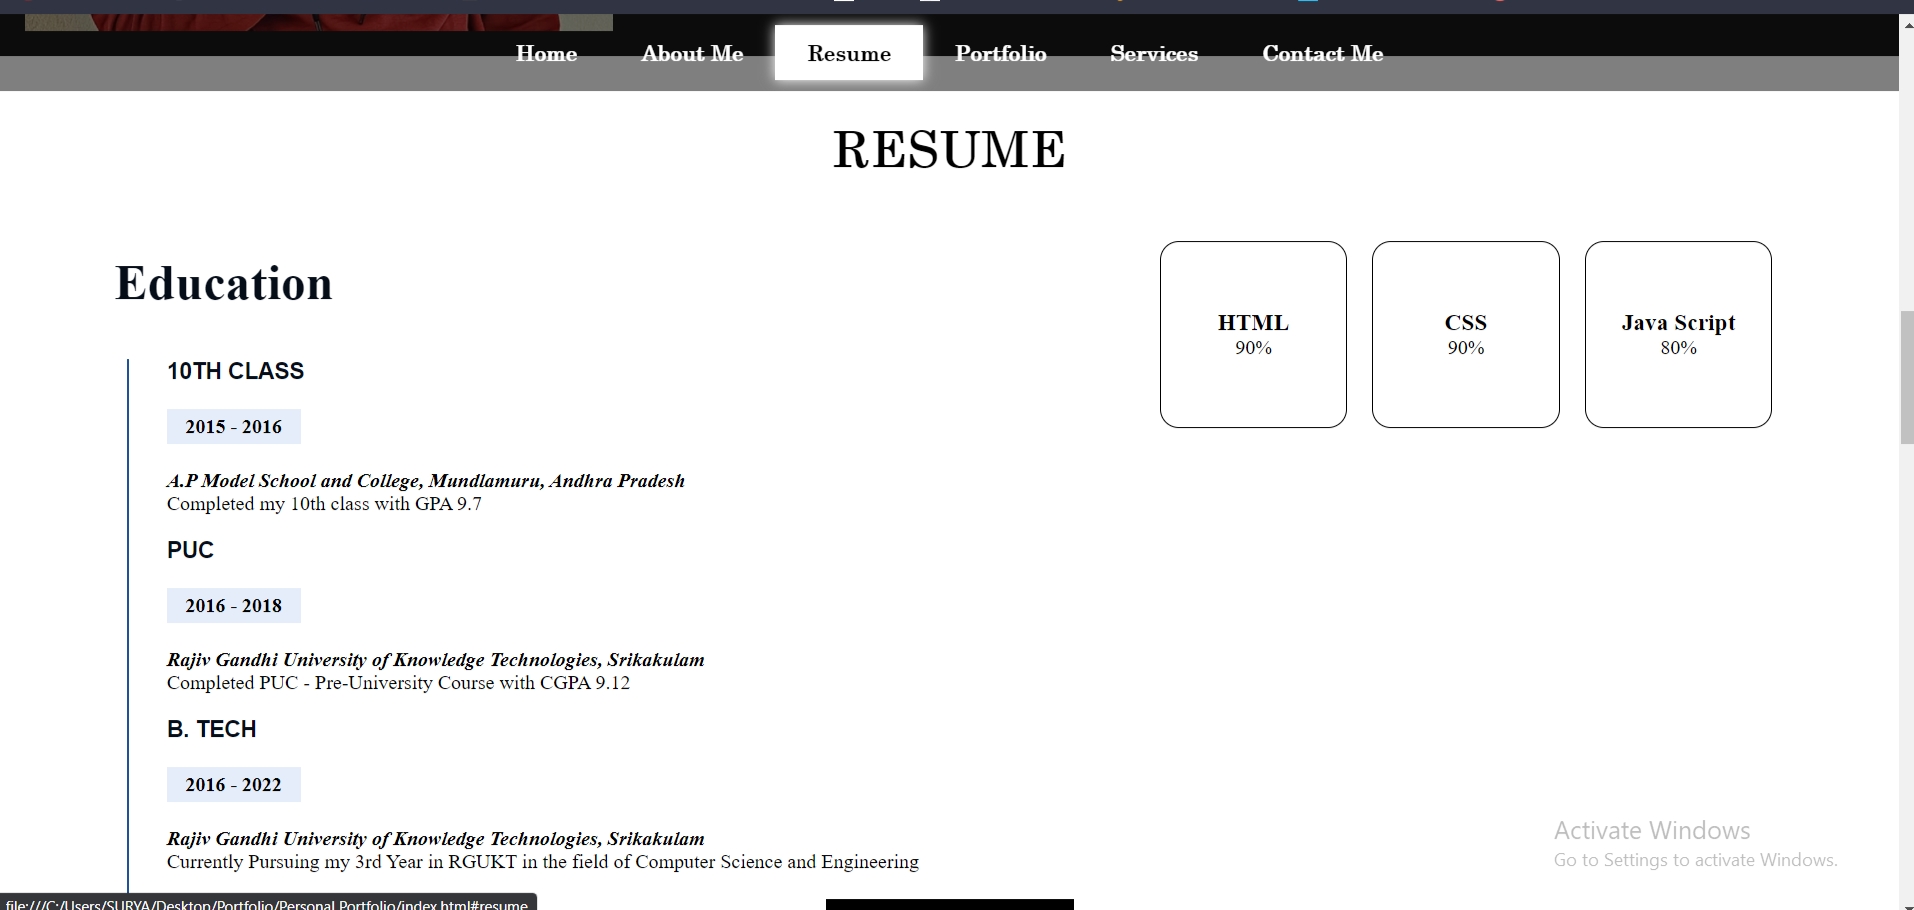 Home About Me Resume Portfolio Services Contact Me
RESUME
Education
10TH CLASS
2015 - 2016
A.P Model School and College, Mundlamuru, Andhra Pradesh
Completed my 10th class with GPA 9.7
PUC
2016 - 2018
Rajiv Gandhi University of Knowledge Technologies, Srikakulam
Completed PUC - Pre-University Course with CGPA 9.12
B. TECH
2016 - 2022
Rajiv Gandhi University of Knowledge Technologies, Srikakulam
Currently Pursuing my 3rd Year in RGUKT in the field of Computer Science and Engineering
HTML
90%
CSS
90%
Java Script
80%
Activate Windows
Go to Settings to activate Windows.
file:///C:/Users/SURYA/Desktop/Portfolio/Personal Portfolio/index.html#resume